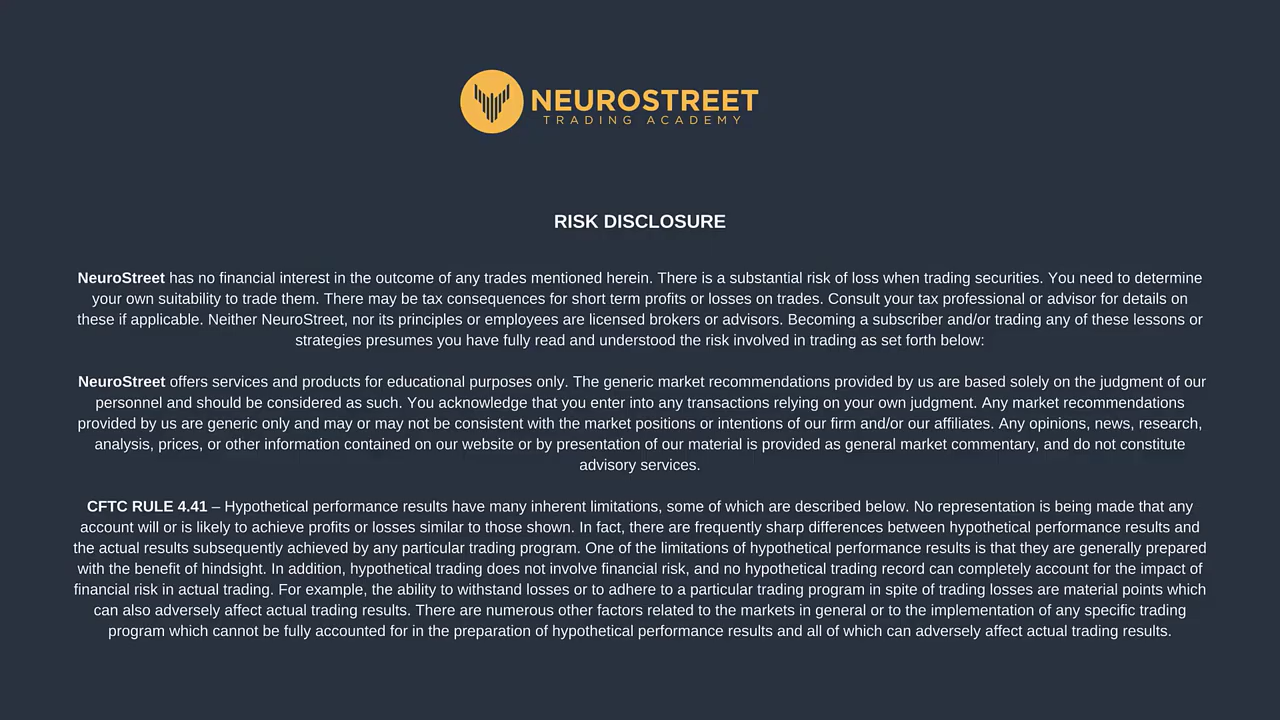 NEUROSTREET
TRADING ACADEMY
RISK DISCLOSURE
NeuroStreet has no financial interest in the outcome of any trades mentioned herein. There is a substantial risk of loss when trading securities. You need to determine
your own suitability to trade them. There may be tax consequences for short term profits or losses on trades. Consult your tax professional or advisor for details on
these if applicable. Neither NeuroStreet, nor its principles or employees are licensed brokers or advisors. Becoming a subscriber and/or trading any of these lessons or
strategies presumes you have fully read and understood the risk involved in trading as set forth below:
NeuroStreet offers services and products for educational purposes only. The generic market recommendations provided by us are based solely on the judgment of our
personnel and should be considered as such. You acknowledge that you enter into any transactions relying on your own judgment. Any market recommendations
provided by us are generic only and may or may not be consistent with the market positions or intentions of our firm and/or our affiliates. Any opinions, news, research,
analysis, prices, or other information contained on our website or by presentation of our material is provided as general market commentary, and do not constitute
advisory services.
CFTC RULE 4.41 – Hypothetical performance results have many inherent limitations, some of which are described below. No representation is being made that any
account will or is likely to achieve profits or losses similar to those shown. In fact, there are frequently sharp differences between hypothetical performance results and
the actual results subsequently achieved by any particular trading program. One of the limitations of hypothetical performance results is that they are generally prepared
with the benefit of hindsight. In addition, hypothetical trading does not involve financial risk, and no hypothetical trading record can completely account for the impact of
financial risk in actual trading. For example, the ability to withstand losses or to adhere to a particular trading program in spite of trading losses are material points which
can also adversely affect actual trading results. There are numerous other factors related to the markets in general or to the implementation of any specific trading
program which cannot be fully accounted for in the preparation of hypothetical performance results and all of which can adversely affect actual trading results.